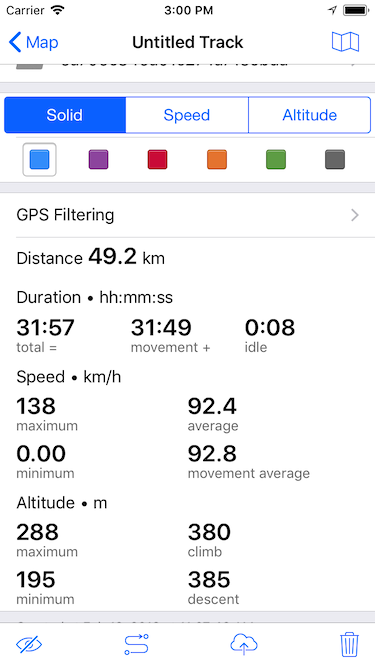 Carrier 3:00 PM
Map Untitled Track
Solid Speed Altitude
GPS Filtering
Distance 49.2 km
Duration • hh:mm:ss
31:57 31:49 0:08
total = movement + idle
Speed • km/h
138 92.4
maximum average
0.00 92.8
minimum movement average
Altitude • m
288 380
maximum climb
195 385
minimum descent